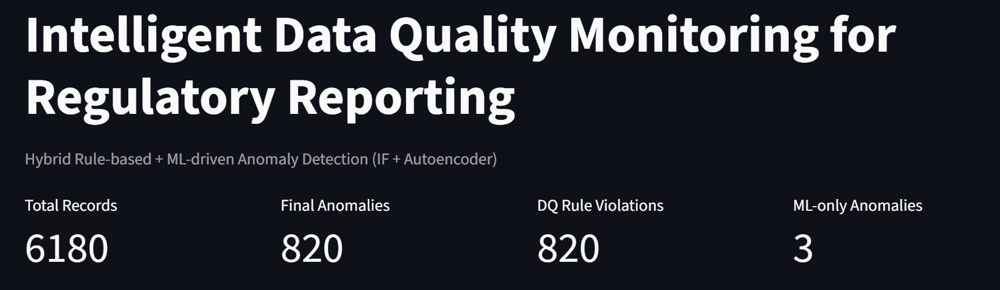 Intelligent Data Quality Monitoring for
Regulatory Reporting
Hybrid Rule-based + ML-driven Anomaly Detection (IF + Autoencoder)
Total Records
6180
Final Anomalies
820
DQ Rule Violations
820
ML-only Anomalies
3